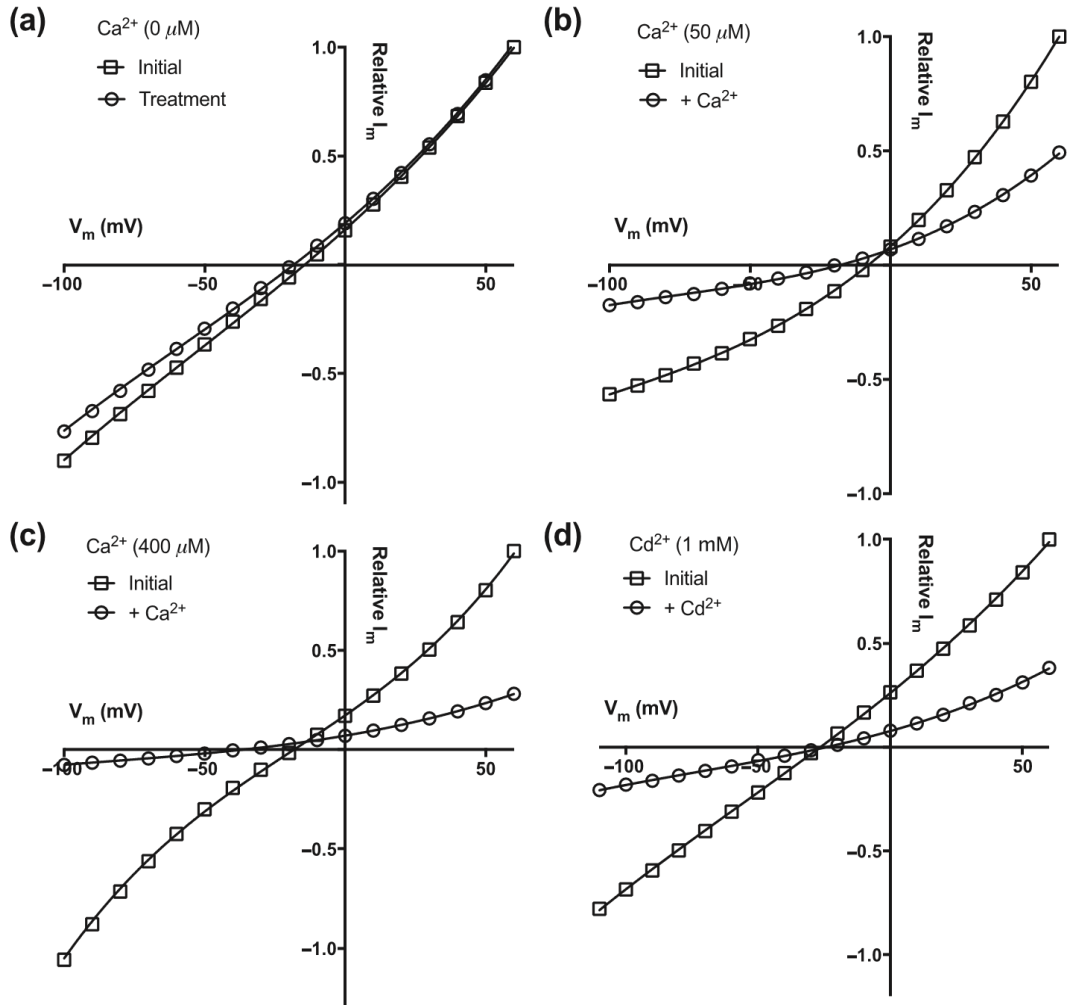 (a)
Ca²⁺ (0 μM)
Initial
Treatment
Relative Iₘ
1.0
0.5
Vₘ (mV)
−100
−50
50
−0.5
−1.0
(b)
Ca²⁺ (50 μM)
Initial
+ Ca²⁺
Relative Iₘ
1.0
0.5
Vₘ (mV)
−100
−50
50
−0.5
−1.0
(c)
Ca²⁺ (400 μM)
Initial
+ Ca²⁺
Relative Iₘ
1.0
0.5
Vₘ (mV)
−100
−50
50
−0.5
−1.0
(d)
Cd²⁺ (1 mM)
Initial
+ Cd²⁺
Relative Iₘ
1.0
0.5
Vₘ (mV)
−100
−50
50
−0.5
−1.0